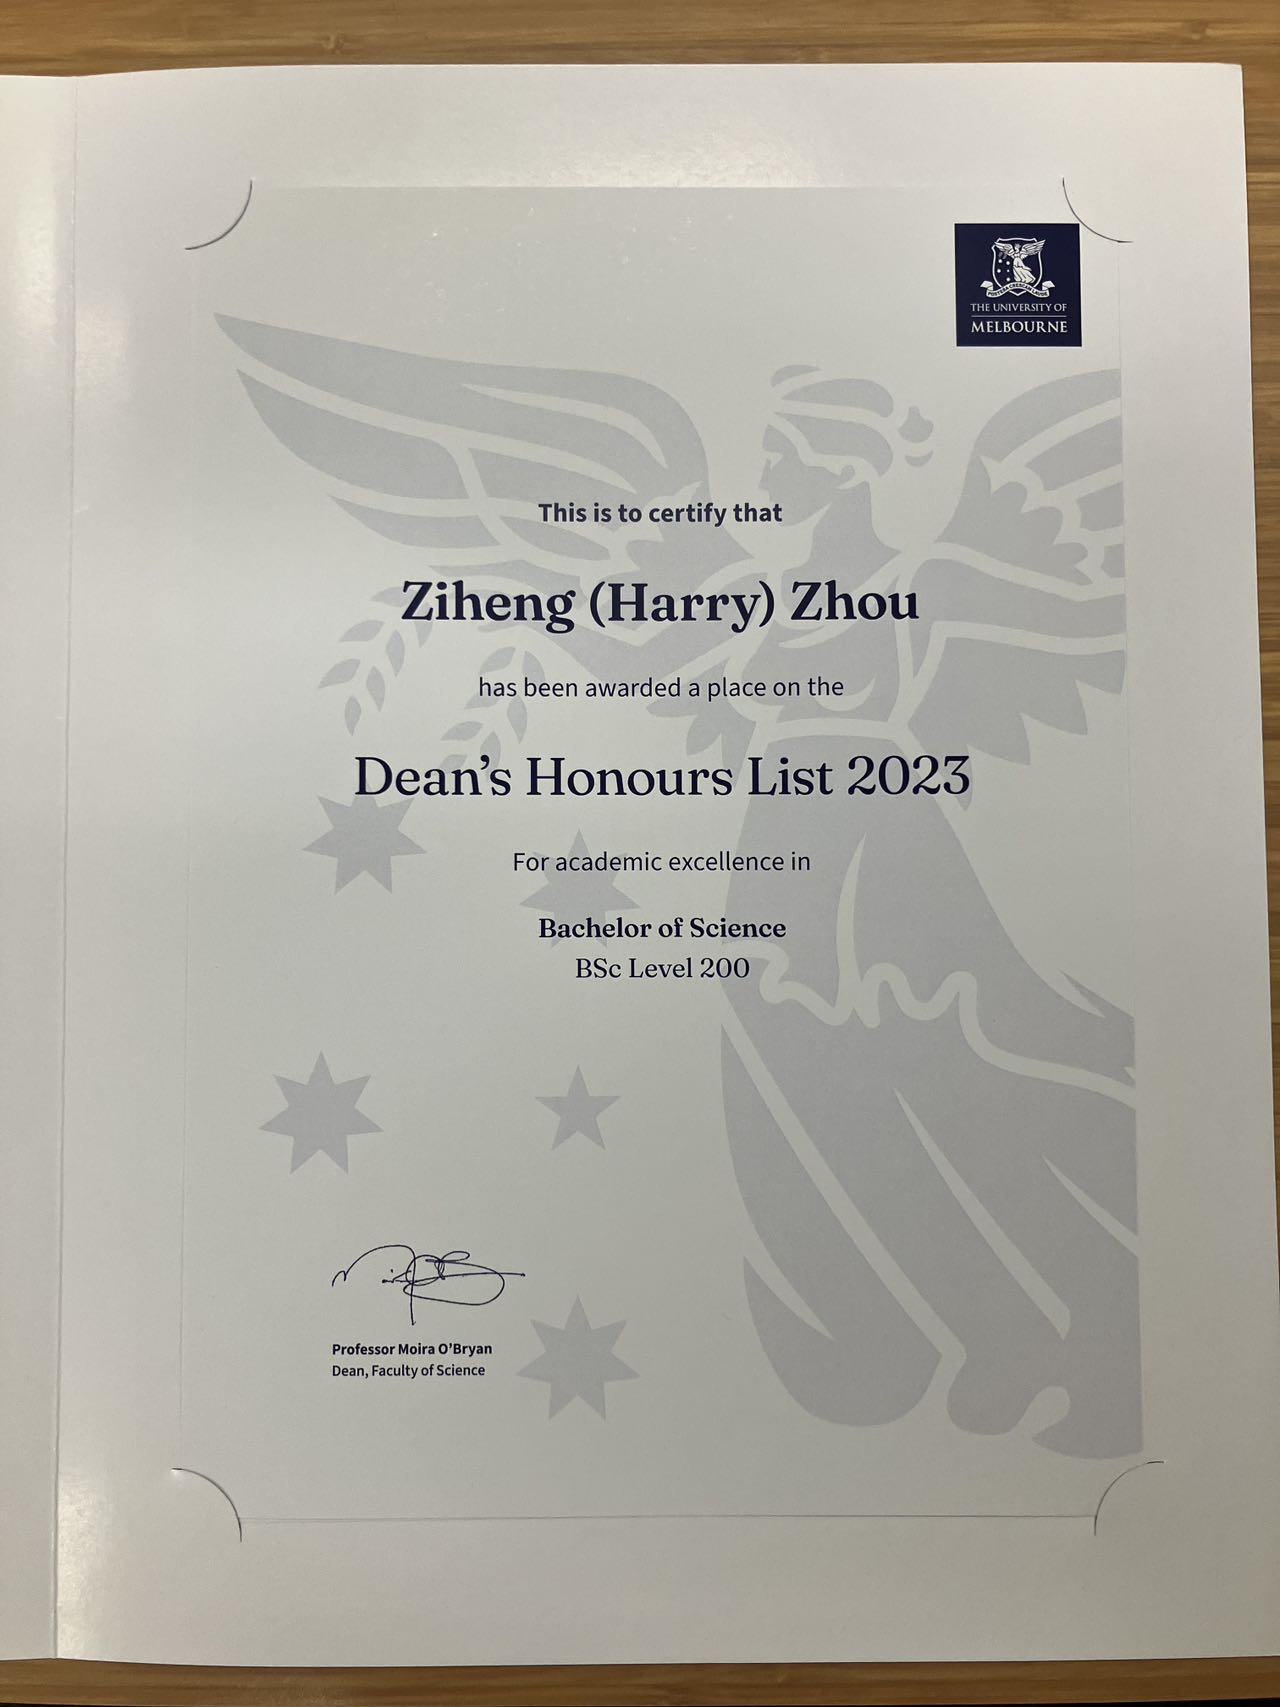 THE UNIVERSITY OF
MELBOURNE
This is to certify that
Ziheng (Harry) Zhou
has been awarded a place on the
Dean's Honours List 2023
For academic excellence in
Bachelor of Science
BSc Level 200
Professor Moira O'Bryan
Dean, Faculty of Science